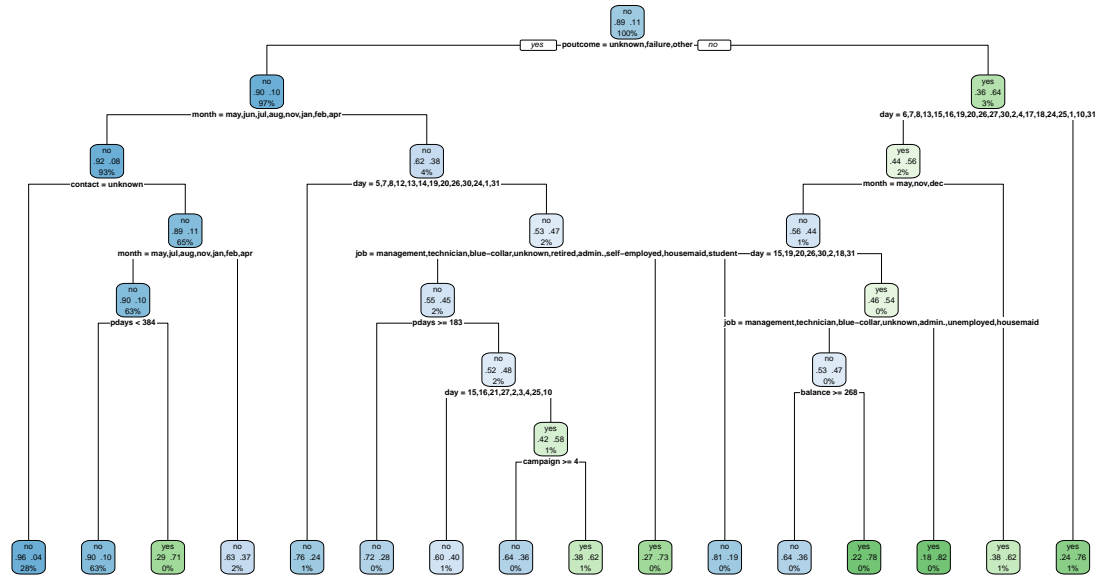 no
.89 .11
100%
yes poutcome = unknown,failure,other no
no
.90 .10
97%
yes
.36 .64
3%
month = may,jun,jul,aug,nov,jan,feb,apr
day = 6,7,8,13,15,16,19,20,26,27,30,2,4,17,18,24,25,1,10,31
no
.92 .08
93%
no
.62 .38
4%
yes
.44 .56
2%
contact = unknown
day = 5,7,8,12,13,14,19,20,26,30,24,1,31
month = may,nov,dec
no
.89 .11
65%
no
.53 .47
2%
no
.56 .44
1%
month = may,jul,aug,nov,jan,feb,apr
job = management,technician,blue-collar,unknown,retired,admin.,self-employed,housemaid,student
day = 15,19,20,26,30,2,18,31
no
.90 .10
63%
no
.55 .45
2%
yes
.46 .54
0%
pdays < 384
pdays >= 183
job = management,technician,blue-collar,unknown,admin.,unemployed,housemaid
no
.52 .48
2%
no
.53 .47
0%
day = 15,16,21,27,2,3,4,25,10
balance >= 268
yes
.42 .58
1%
campaign >= 4
no
.96 .04
28%
no
.90 .10
63%
yes
.29 .71
0%
no
.63 .37
2%
no
.76 .24
1%
no
.72 .28
0%
no
.60 .40
1%
no
.64 .36
0%
yes
.38 .62
1%
yes
.27 .73
0%
no
.81 .19
0%
no
.64 .36
0%
yes
.22 .78
0%
yes
.18 .82
0%
yes
.38 .62
1%
yes
.24 .76
1%